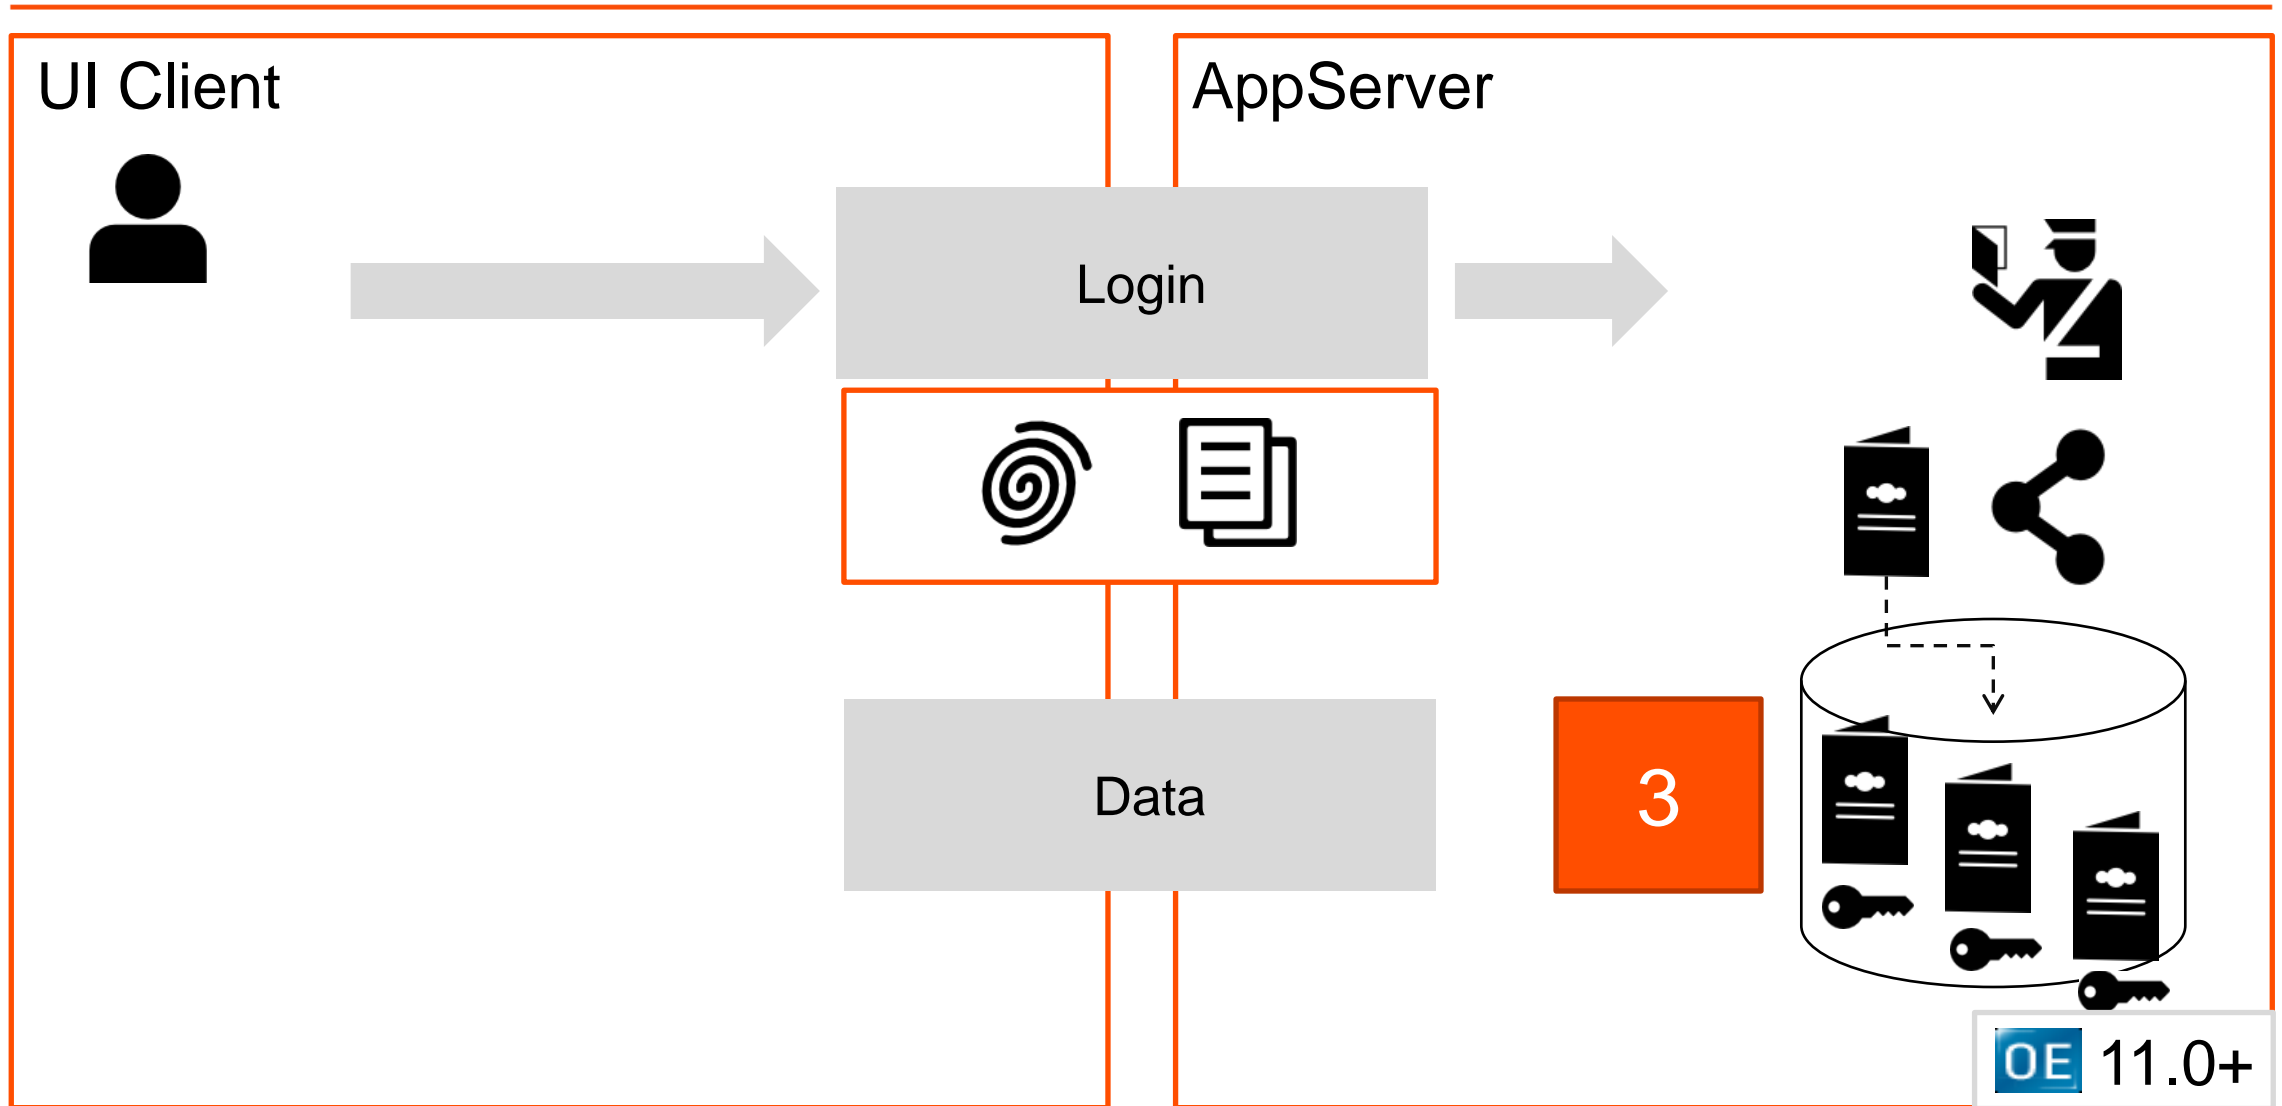 UI Client
AppServer
Login
Data
3
OE 11.0+